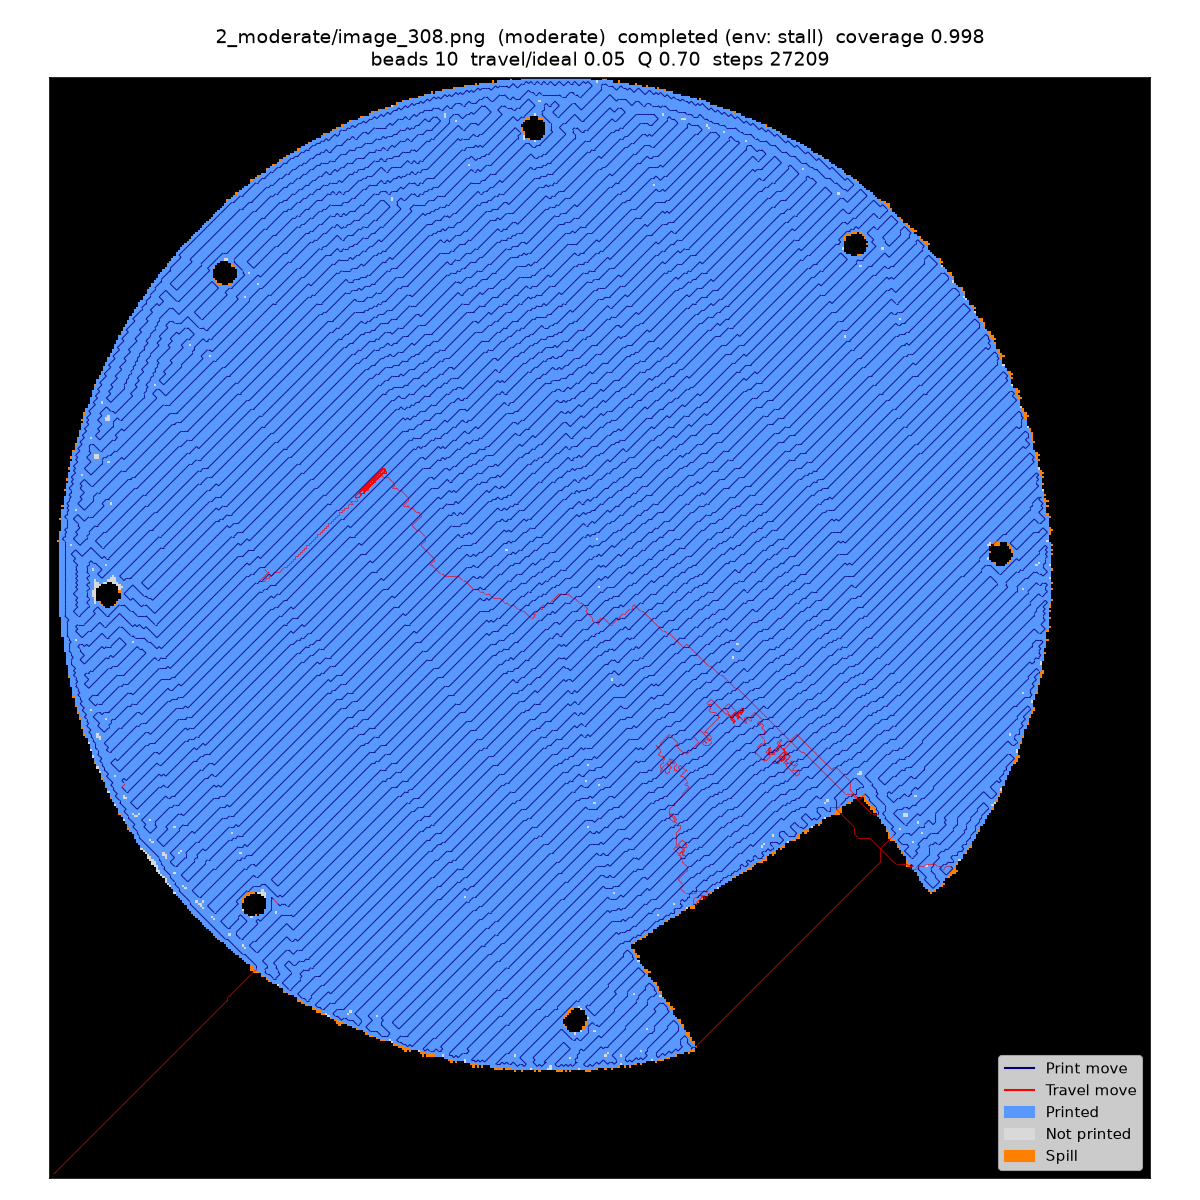 2_moderate/image_308.png  (moderate)  completed (env: stall)  coverage 0.998
beads 10  travel/ideal 0.05  Q 0.70  steps 27209
Print move
Travel move
Printed
Not printed
Spill